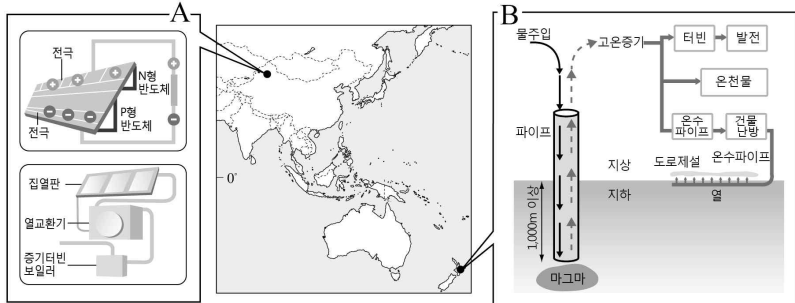 A
전극
N형
반도체
P형
반도체
전극
집열판
열교환기
증기터빈
보일러
0°
B
물주입
고온증기
터빈
발전
온천물
온수
파이프
건물
난방
파이프
지상
도로제설
온수파이프
지하
열
1,000m 이상
마그마